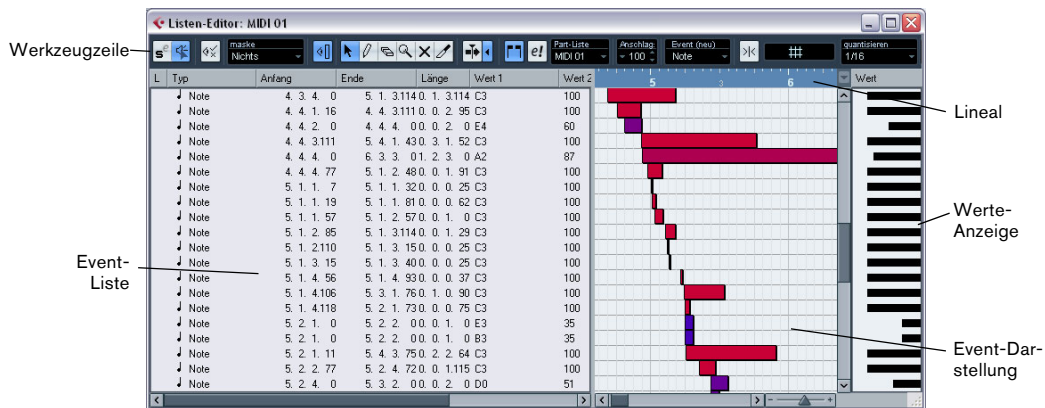 Listen-Editor: MIDI 01
Werkzeugzeile
maske
Nichts
Part-Liste
MIDI 01
Anschlag:
100
Event (neu)
Note
quantisieren
1/16
L Typ Anfang Ende Länge Wert 1 Wert 2 5 3 6 Wert
Note 4. 3. 4. 0 5. 1. 3.114 0. 1. 3.114 C3 100
Note 4. 4. 1. 16 4. 4. 3.111 0. 0. 2. 95 C3 100
Note 4. 4. 2. 0 4. 4. 4. 0 0. 0. 2. 0 E4 60
Note 4. 4. 3.111 5. 4. 1. 43 0. 3. 1. 52 C3 100
Note 4. 4. 4. 0 6. 3. 3. 0 1. 2. 3. 0 A2 87
Note 4. 4. 4. 77 5. 1. 2. 48 0. 0. 1. 91 C3 100
Note 5. 1. 1. 7 5. 1. 1. 32 0. 0. 0. 25 C3 100
Note 5. 1. 1. 19 5. 1. 1. 81 0. 0. 0. 62 C3 100
Note 5. 1. 1. 57 5. 1. 2. 57 0. 0. 1. 0 C3 100
Note 5. 1. 2. 85 5. 1. 3.114 0. 0. 1. 29 C3 100
Note 5. 1. 2.110 5. 1. 3. 15 0. 0. 0. 25 C3 100
Note 5. 1. 3. 15 5. 1. 3. 40 0. 0. 0. 25 C3 100
Note 5. 1. 4. 56 5. 1. 4. 93 0. 0. 0. 37 C3 100
Note 5. 1. 4.106 5. 3. 1. 76 0. 1. 0. 90 C3 100
Note 5. 1. 4.118 5. 2. 1. 73 0. 0. 0. 75 C3 100
Note 5. 2. 1. 0 5. 2. 2. 0 0. 0. 1. 0 E3 35
Note 5. 2. 1. 0 5. 2. 2. 0 0. 0. 1. 0 B3 35
Note 5. 2. 1. 11 5. 4. 3. 75 0. 2. 2. 64 C3 100
Note 5. 2. 2. 77 5. 2. 4. 72 0. 0. 1.115 C3 100
Note 5. 2. 4. 0 5. 3. 2. 0 0. 0. 2. 0 D0 51
Event-
Liste
Lineal
Werte-
Anzeige
Event-Dar-
stellung